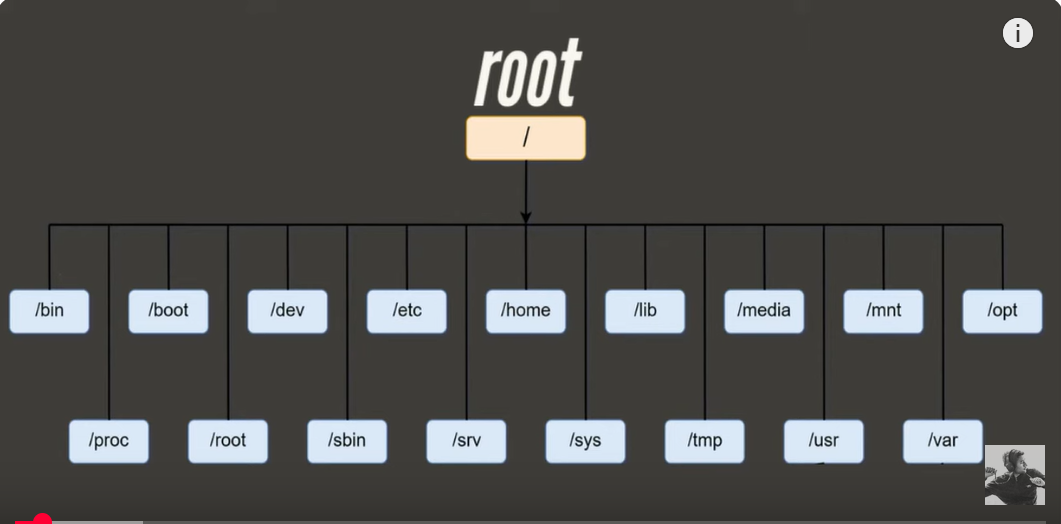 root
/
/bin
/boot
/dev
/etc
/home
/lib
/media
/mnt
/opt
/proc
/root
/sbin
/srv
/sys
/tmp
/usr
/var
i